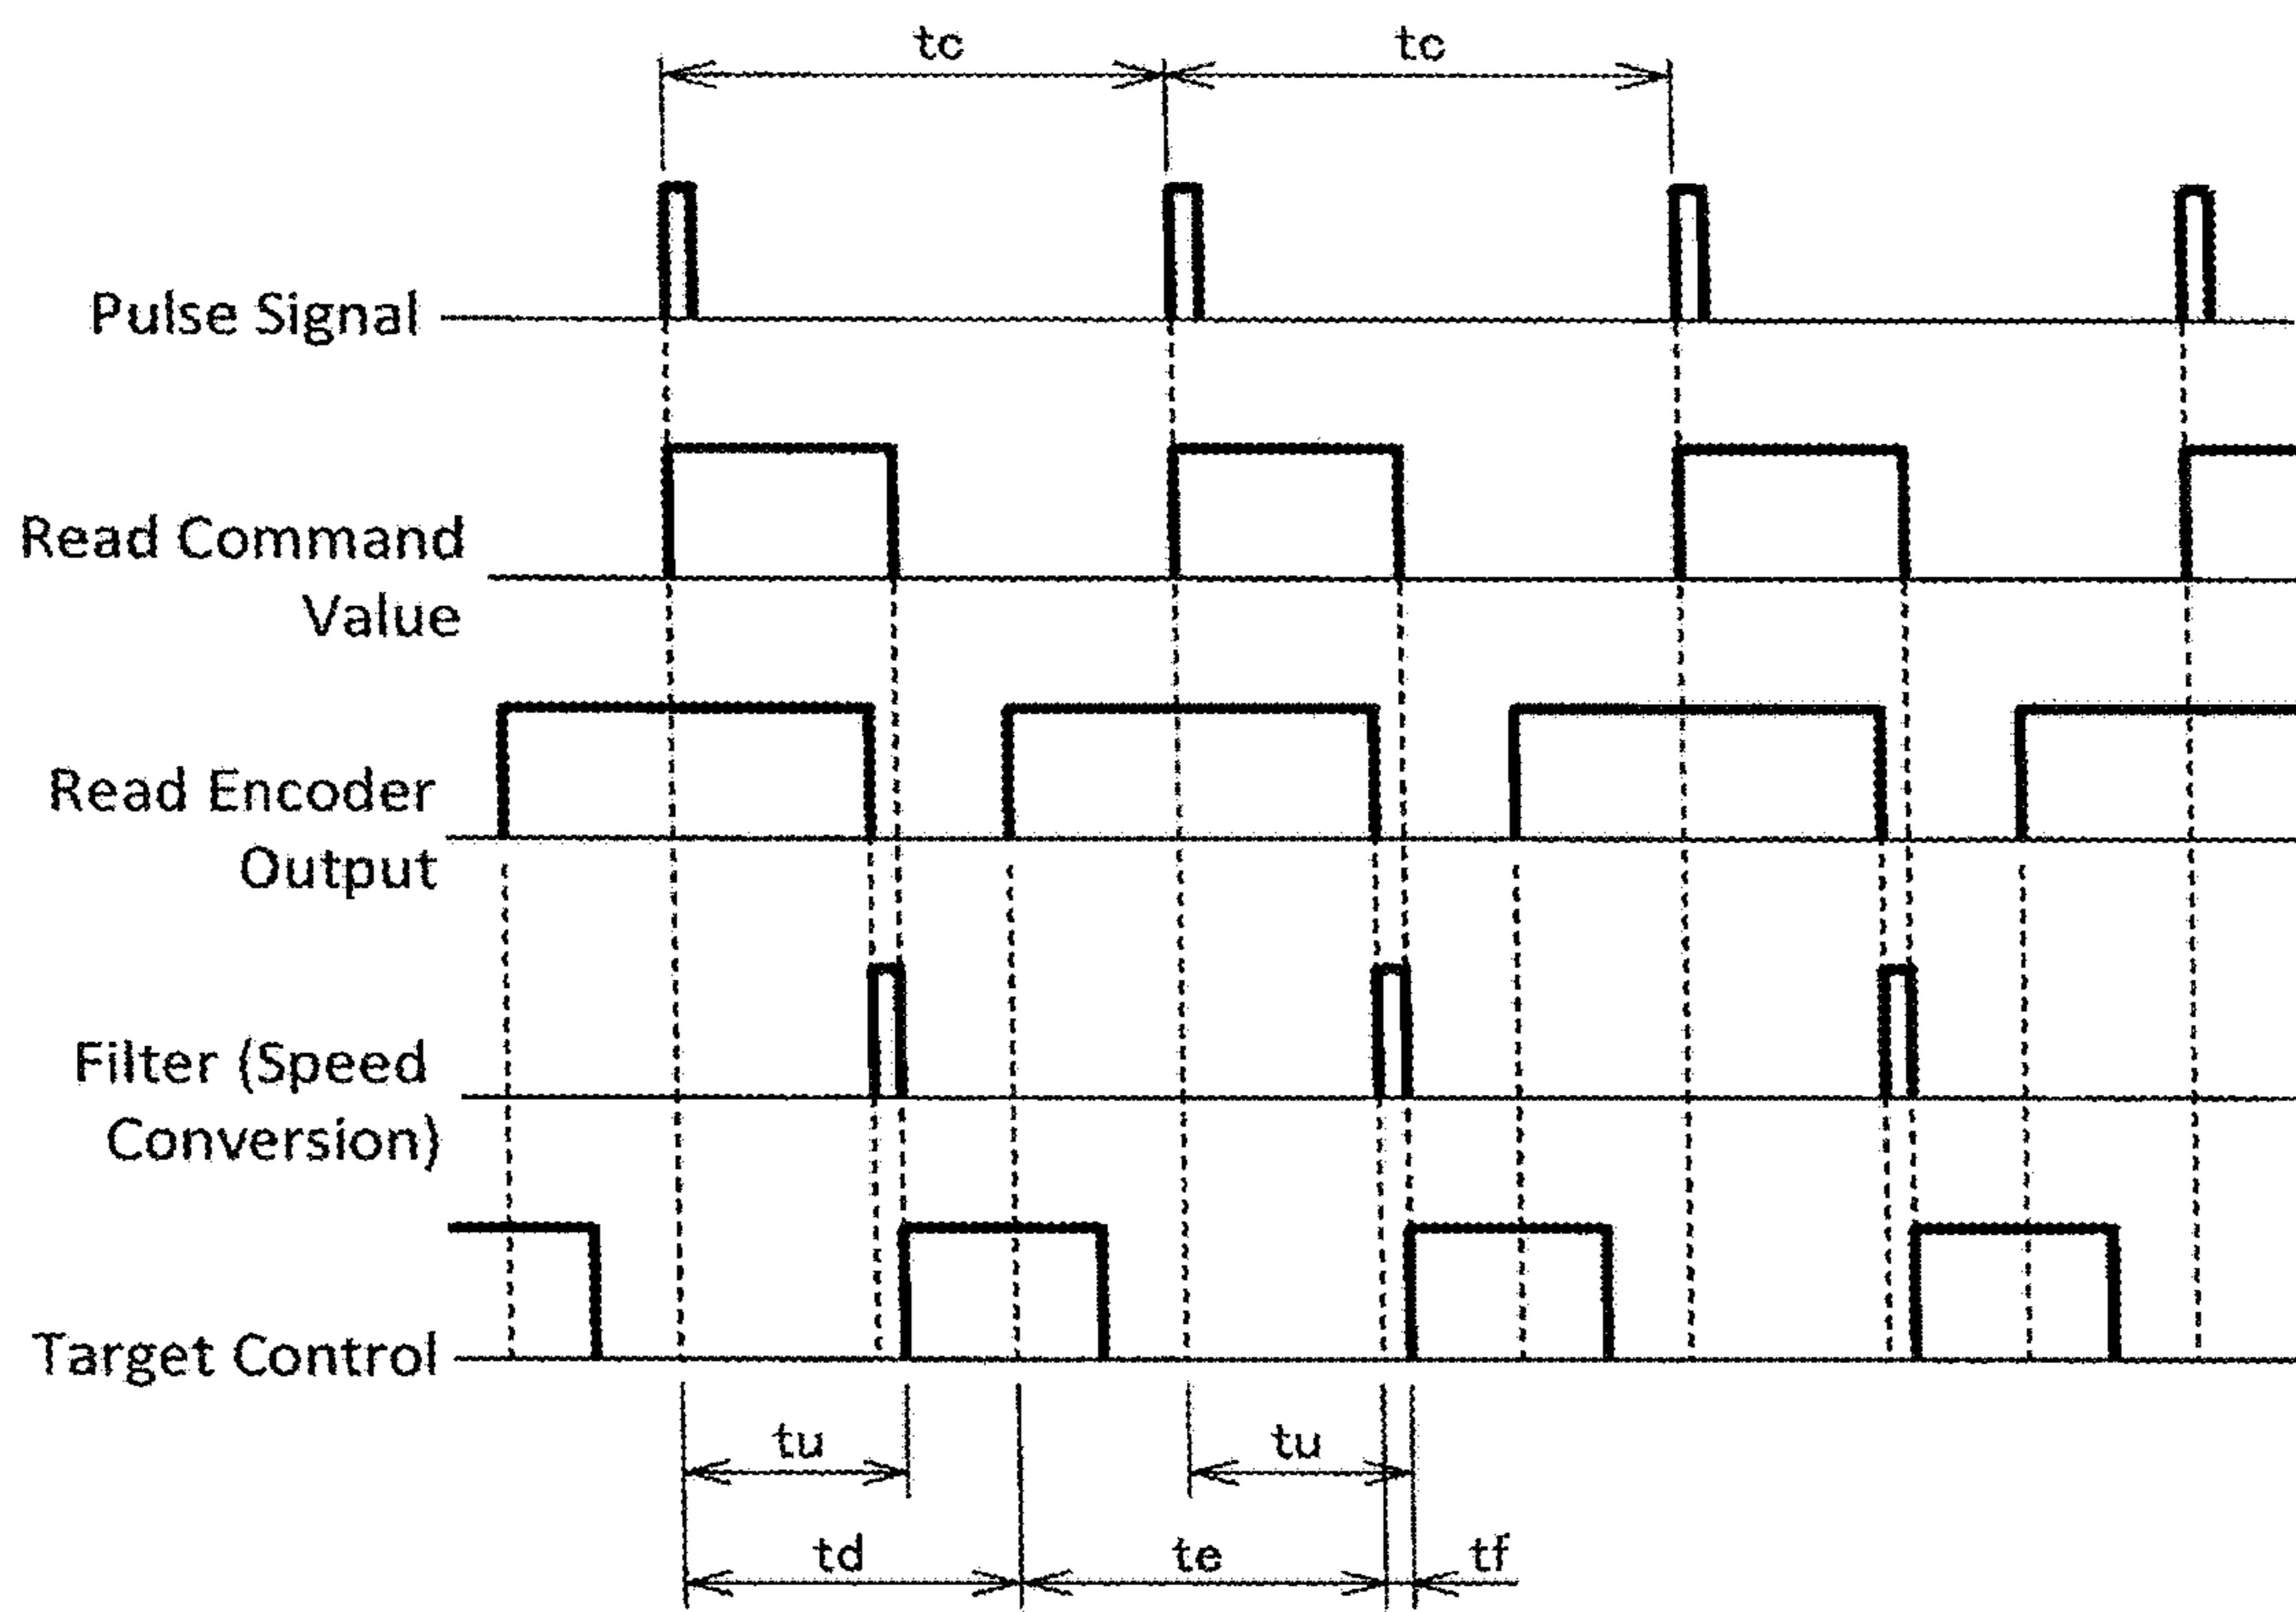 tc tc
Pulse Signal
Read Command
Value
Read Encoder
Output
Filter (Speed
Conversion)
Target Control
tu tu
td te tf